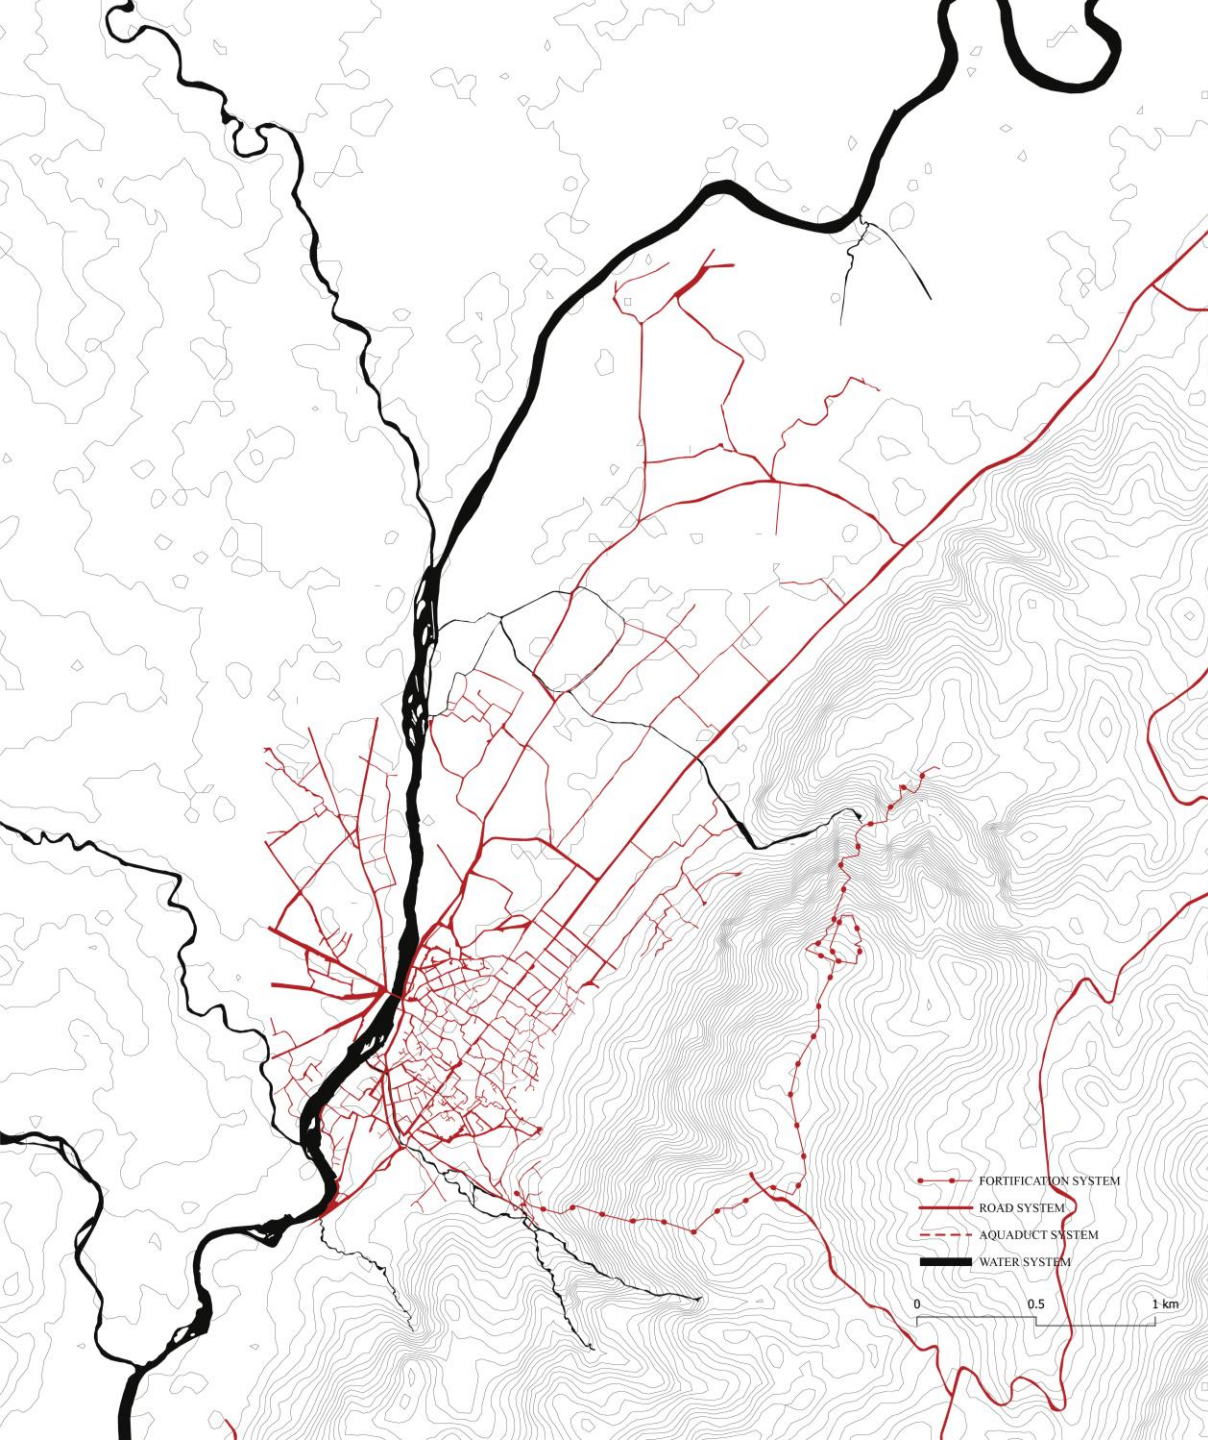 FORTIFICATION SYSTEM
ROAD SYSTEM
AQUADUCT SYSTEM
WATER SYSTEM
0 0.5 1 km